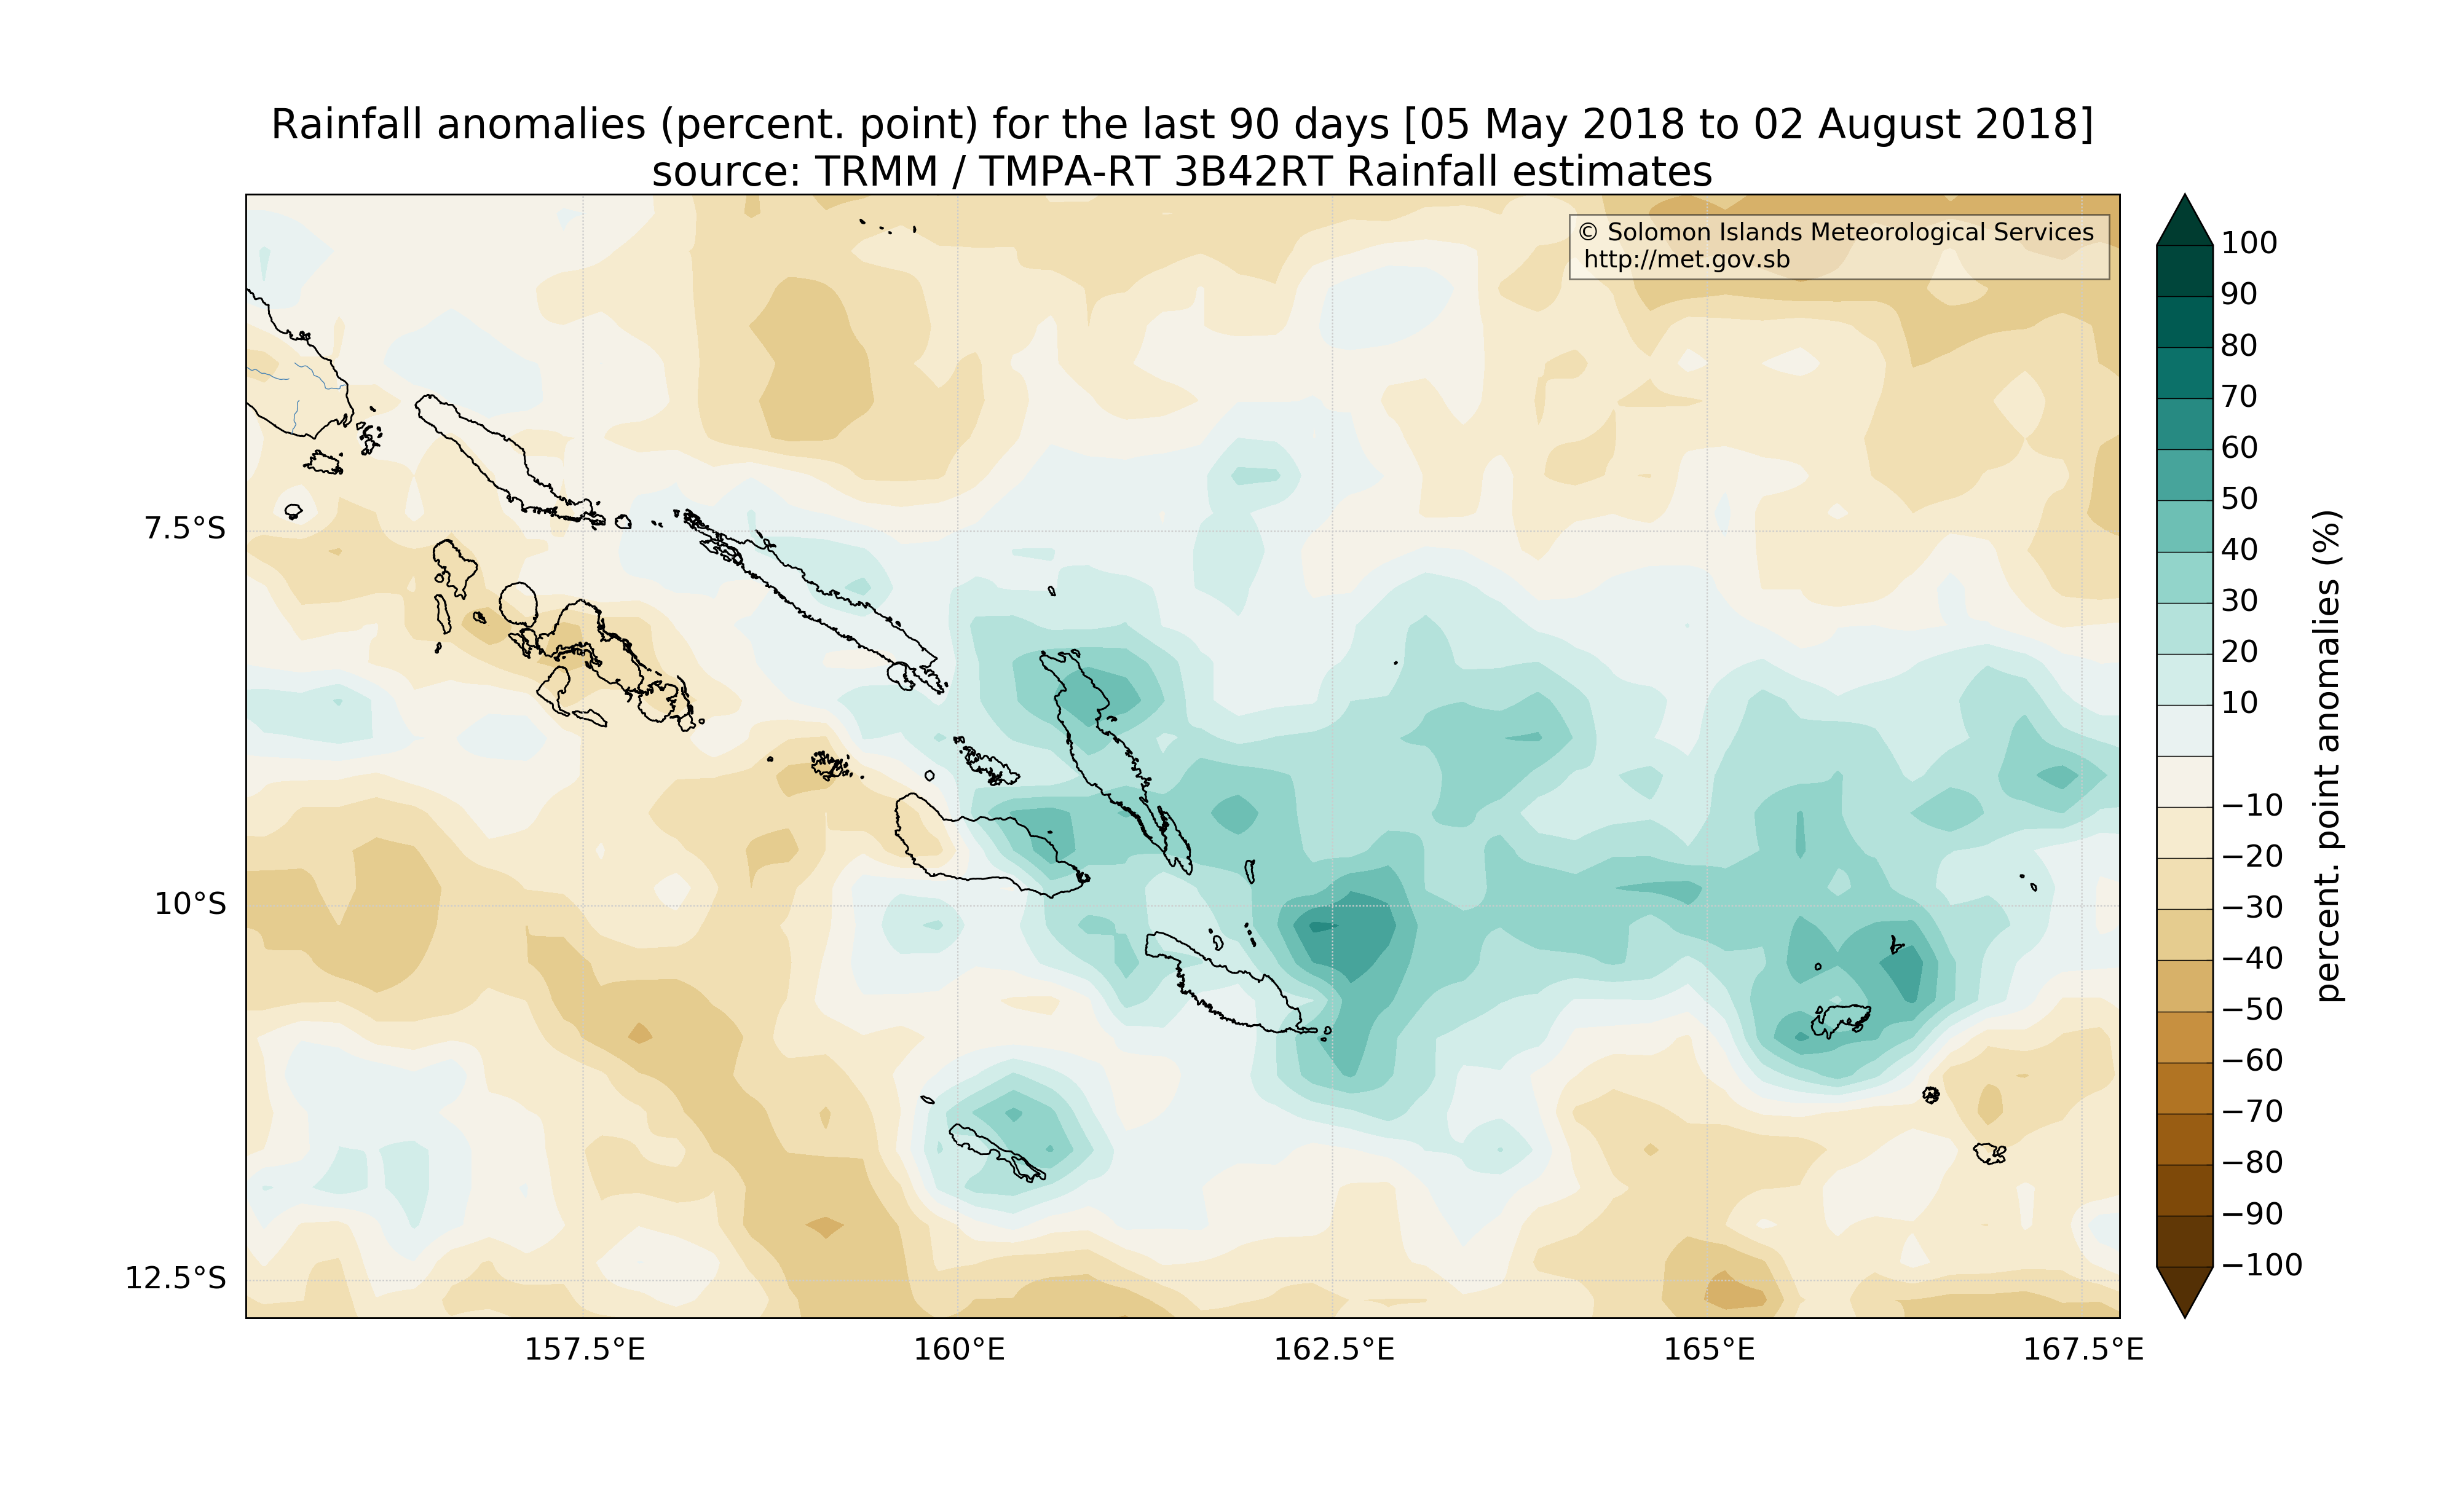 Rainfall anomalies (percent. point) for the last 90 days [05 May 2018 to 02 August 2018]
source: TRMM / TMPA-RT 3B42RT Rainfall estimates
© Solomon Islands Meteorological Services
http://met.gov.sb
7.5°S
10°S
12.5°S
157.5°E
160°E
162.5°E
165°E
167.5°E
100
90
80
70
60
50
40
30
20
10
−10
−20
−30
−40
−50
−60
−70
−80
−90
−100
percent. point anomalies (%)